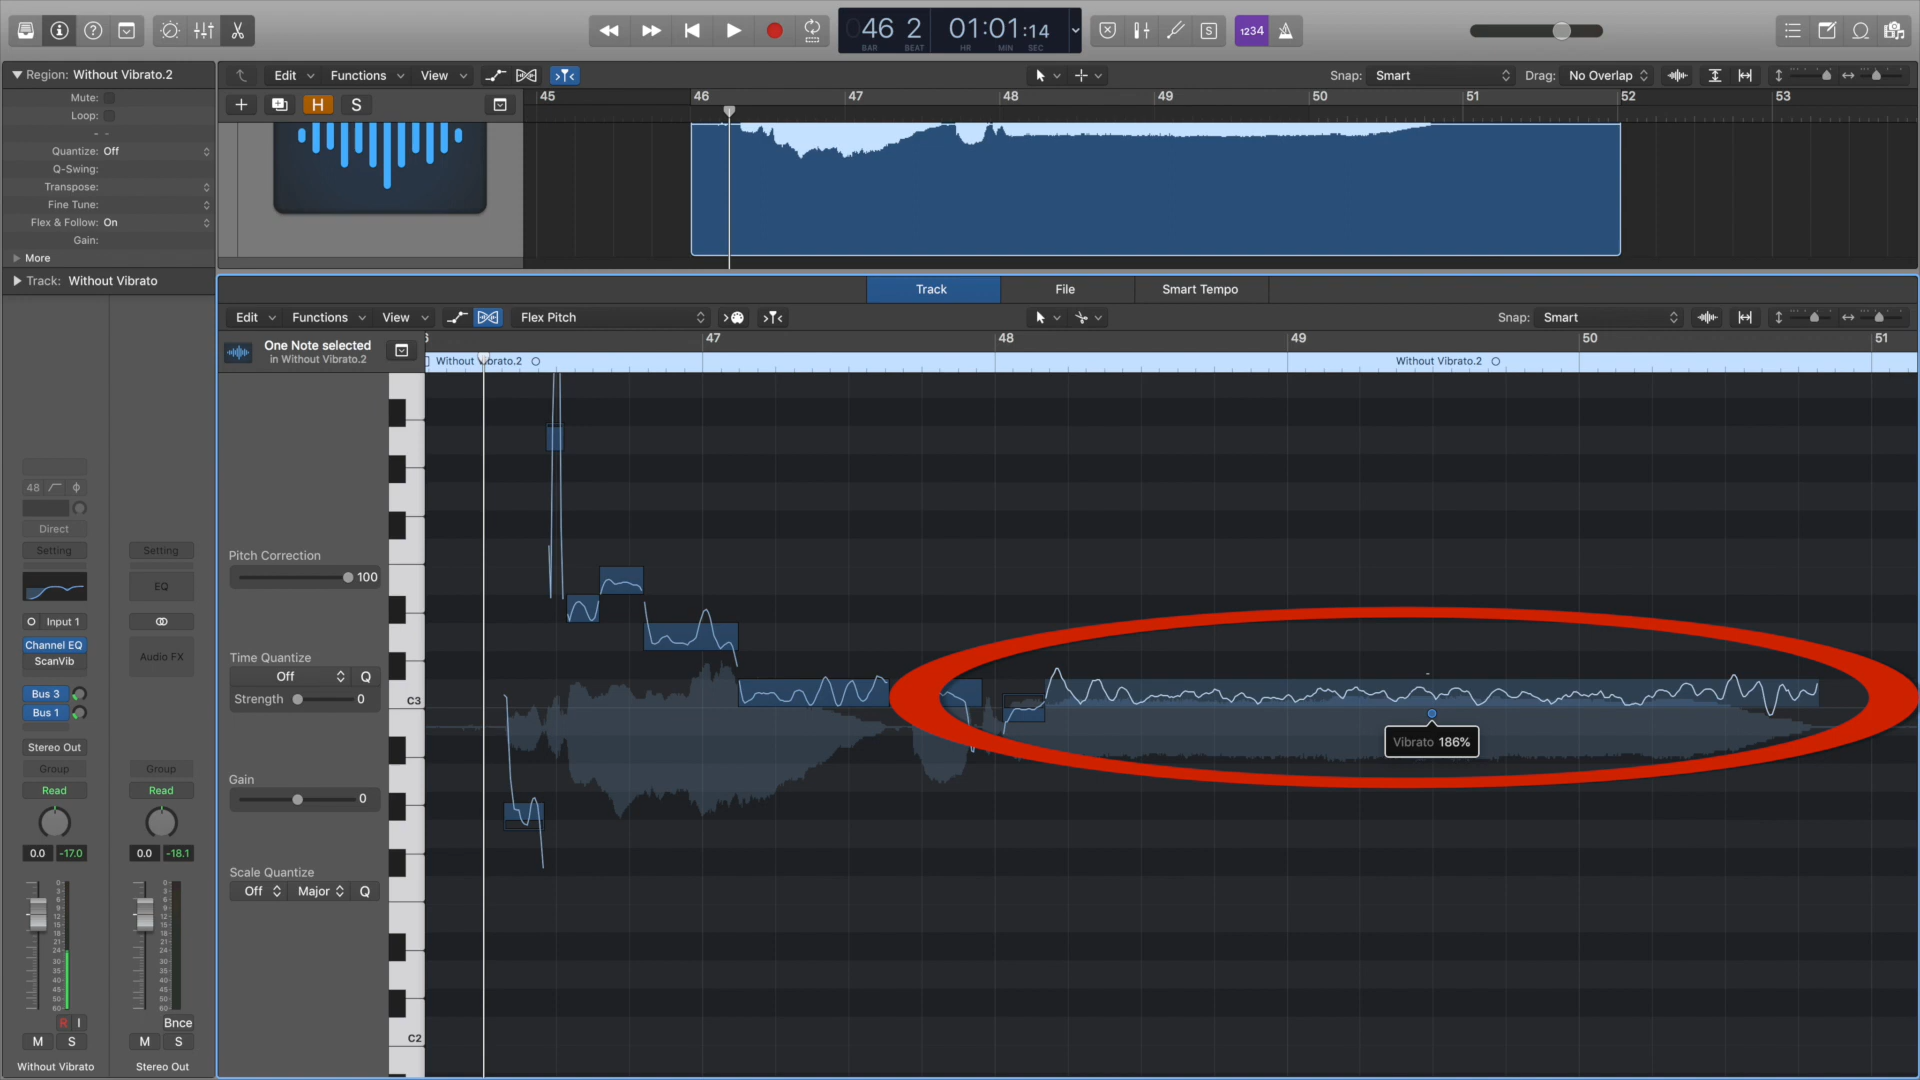 46 2
BAR BEAT
01:01:14
HR MIN SEC
S
1234
Region: Without Vibrato.2
Mute:
Loop:
- -
Quantize: Off
Q-Swing:
Transpose:
Fine Tune:
Flex & Follow: On
Gain:
More
Track: Without Vibrato
Edit Functions View
Snap: Smart
Drag: No Overlap
H S
45 46 47 48 49 50 51 52 53
Track File Smart Tempo
Edit Functions View
Flex Pitch
Snap: Smart
One Note selected
in Without Vibrato.2
6 47 48 49 50 51
Without Vibrato.2
Without Vibrato.2
Pitch Correction
100
Time Quantize
Off Q
Strength 0
Gain
0
Scale Quantize
Off Major Q
C3
C2
Vibrato 186%
48
Direct
Setting
Input 1
Channel EQ
ScanVib
Bus 3
Bus 1
Stereo Out
Group
Read
0.0 -17.0
R I
M S
Without Vibrato
Setting
EQ
Audio FX
Group
Read
0.0 -18.1
Bnce
M S
Stereo Out